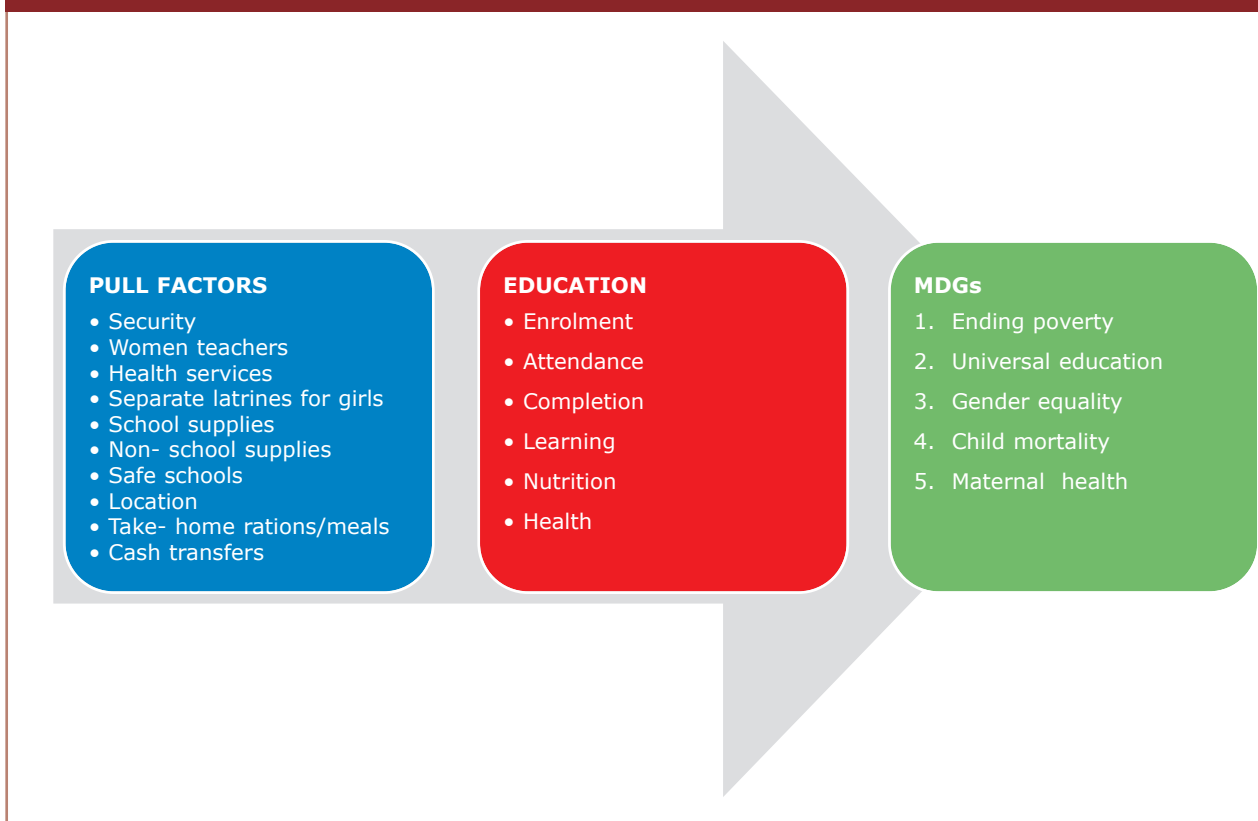 PULL FACTORS
• Security
• Women teachers
• Health services
• Separate latrines for girls
• School supplies
• Non- school supplies
• Safe schools
• Location
• Take- home rations/meals
• Cash transfers
EDUCATION
• Enrolment
• Attendance
• Completion
• Learning
• Nutrition
• Health
MDGs
1. Ending poverty
2. Universal education
3. Gender equality
4. Child mortality
5. Maternal  health